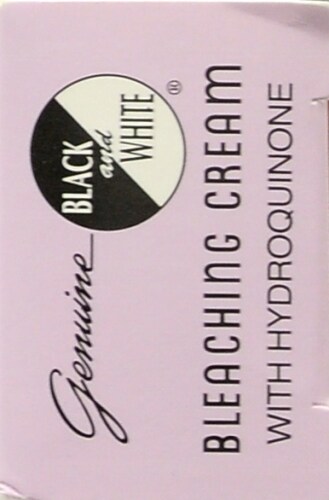 Genuine
BLACK
and
WHITE
®
BLEACHING CREAM
WITH HYDROQUINONE